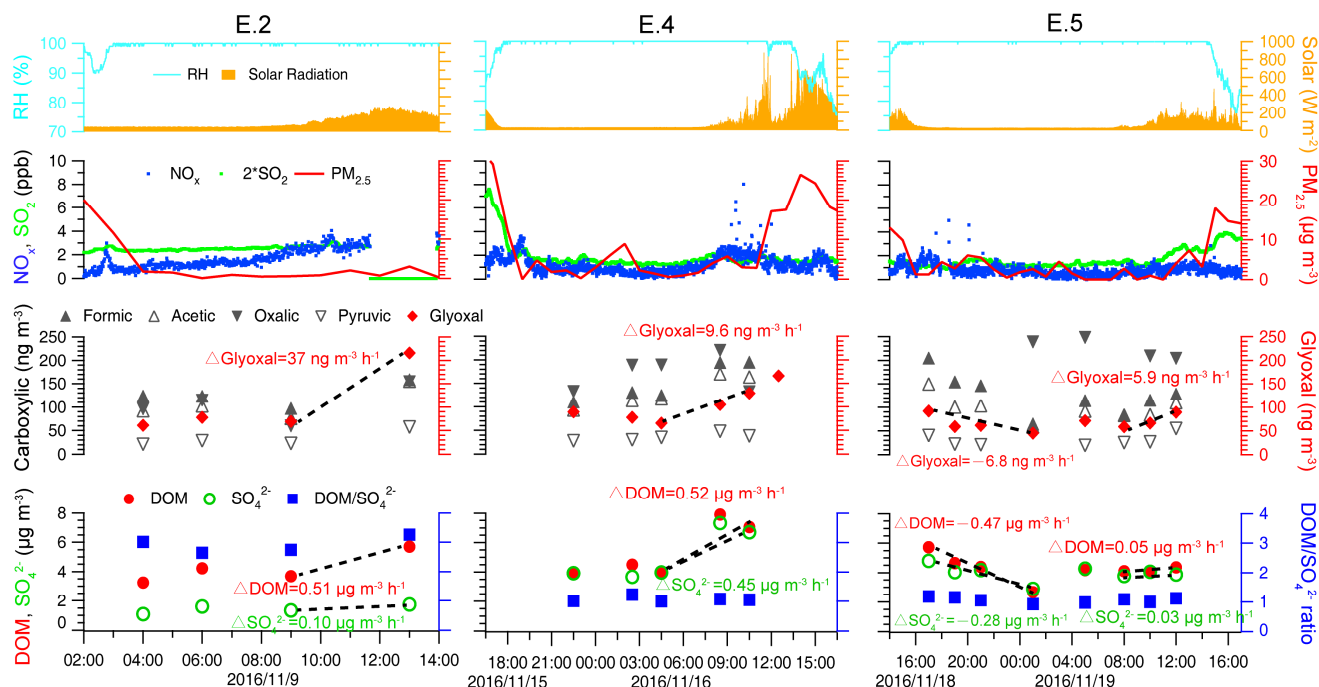 E.2 E.4 E.5
RH (%)
100
90
80
70
RH Solar Radiation
1000
800
600
400
200
0
Solar (W m-2)
NOx, SO2 (ppb)
10
8
6
4
2
0
NOx 2*SO2 PM2.5
30
20
10
0
PM2.5 (µg m-3)
Formic Acetic Oxalic Pyruvic Glyoxal
Carboxylic (ng m-3)
250
200
150
100
50
0
△Glyoxal=37 ng m-3 h-1
△Glyoxal=9.6 ng m-3 h-1
△Glyoxal=5.9 ng m-3 h-1
△Glyoxal=−6.8 ng m-3 h-1
250
200
150
100
50
0
Glyoxal (ng m-3)
DOM SO42- DOM/SO42-
DOM, SO42- (µg m-3)
8
6
4
2
0
△DOM=0.51 µg m-3 h-1
△SO42-=0.10 µg m-3 h-1
△DOM=0.52 µg m-3 h-1
△SO42-=0.45 µg m-3 h-1
△DOM=−0.47 µg m-3 h-1
△DOM=0.05 µg m-3 h-1
△SO42-=−0.28 µg m-3 h-1
△SO42-=0.03 µg m-3 h-1
4
3
2
1
0
DOM/SO42- ratio
02:00 04:00 06:00 08:00 10:00 12:00 14:00
2016/11/9
18:00 21:00 00:00 03:00 06:00 09:00 12:00 15:00
2016/11/15 2016/11/16
16:00 20:00 00:00 04:00 08:00 12:00 16:00
2016/11/18 2016/11/19